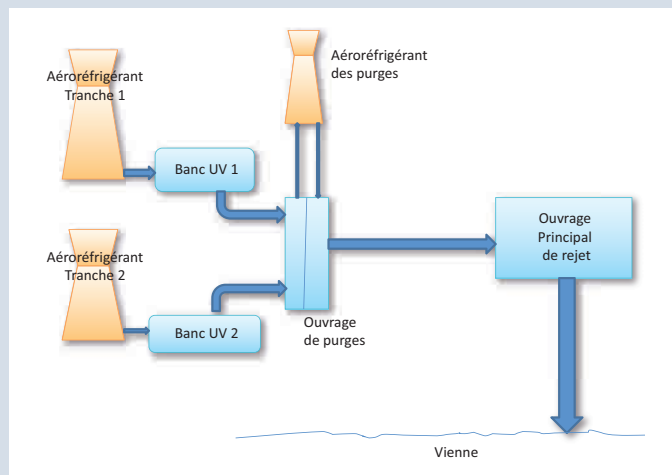 Aéroréfrigérant
Tranche 1
Aéroréfrigérant
des purges
Banc UV 1
Ouvrage
Principal
de rejet
Aéroréfrigérant
Tranche 2
Banc UV 2
Ouvrage
de purges
Vienne